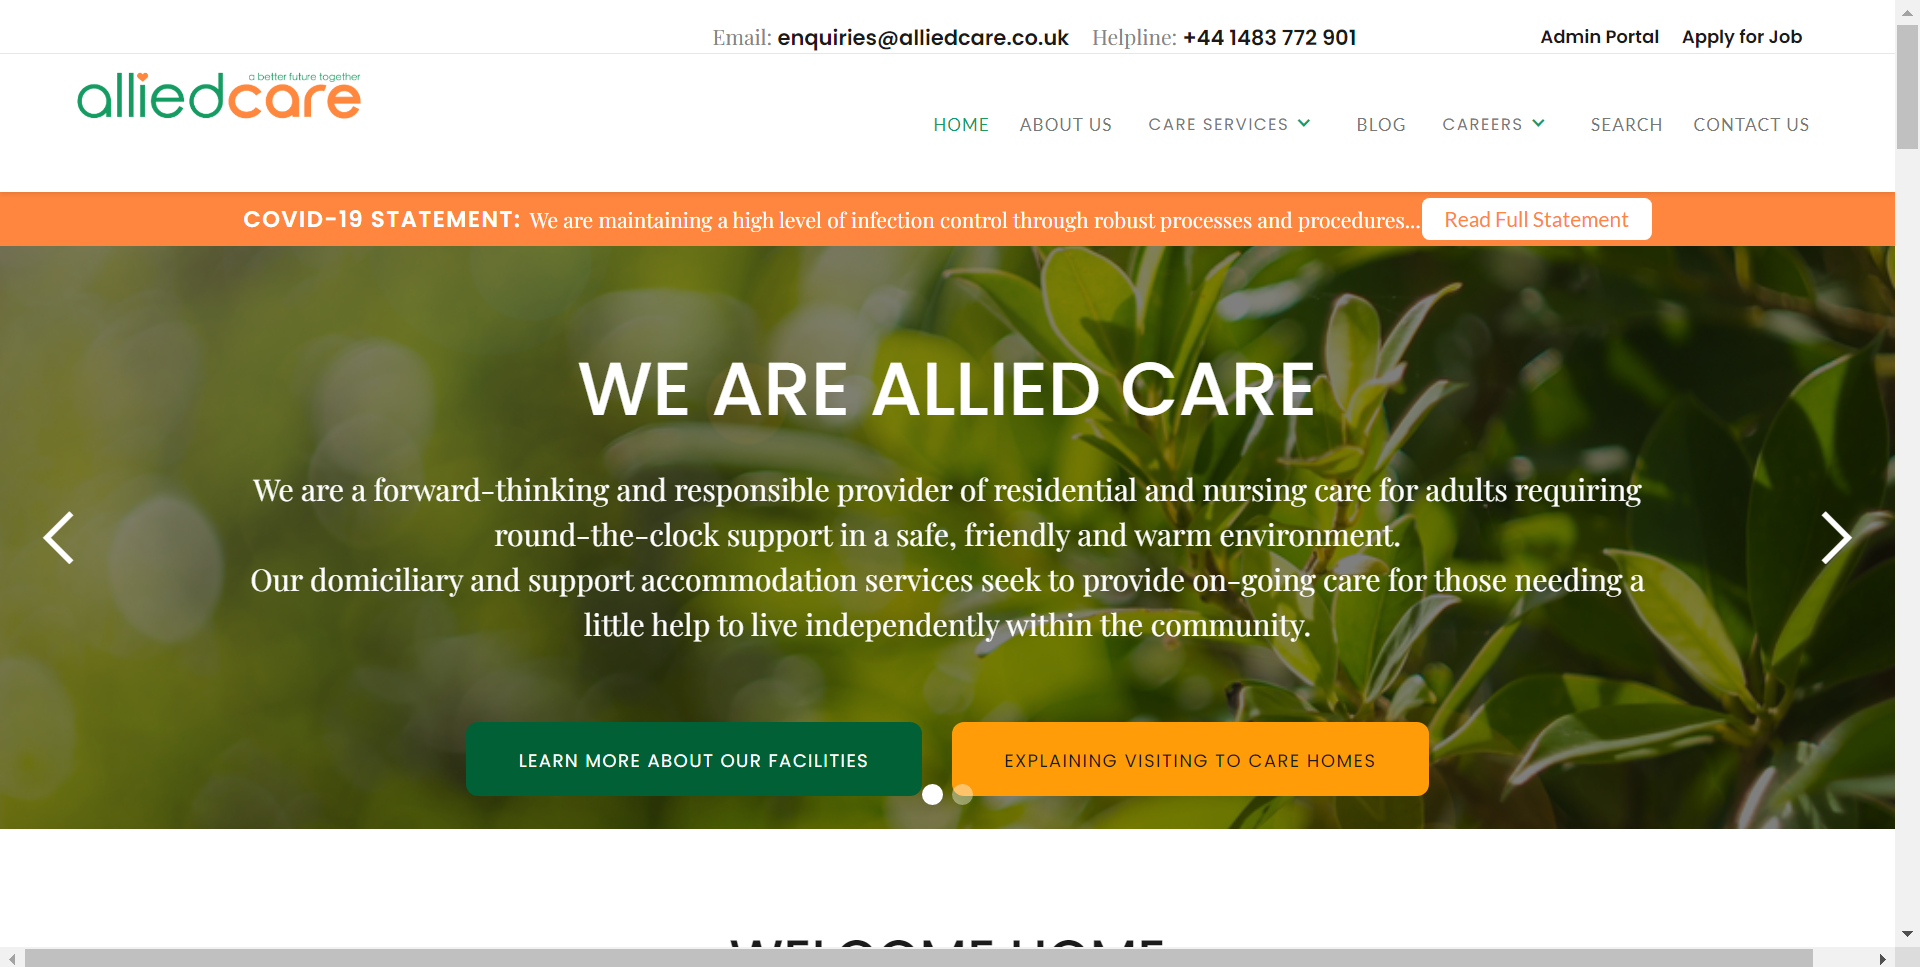 Email: enquiries@alliedcare.co.uk Helpline: +44 1483 772 901 Admin Portal Apply for Job
a better future together
alliedcare
HOME ABOUT US CARE SERVICES BLOG CAREERS SEARCH CONTACT US
COVID-19 STATEMENT: We are maintaining a high level of infection control through robust processes and procedures... Read Full Statement
WE ARE ALLIED CARE
We are a forward-thinking and responsible provider of residential and nursing care for adults requiring
round-the-clock support in a safe, friendly and warm environment.
Our domiciliary and support accommodation services seek to provide on-going care for those needing a
little help to live independently within the community.
LEARN MORE ABOUT OUR FACILITIES EXPLAINING VISITING TO CARE HOMES
WELCOME HOME